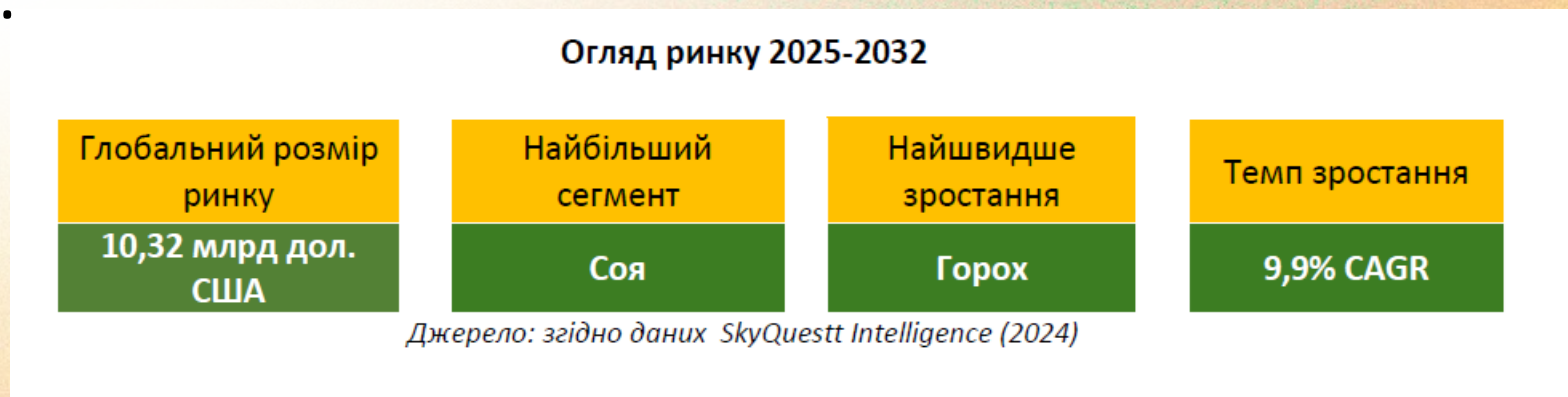 Огляд ринку 2025-2032
Глобальний розмір
ринку
10,32 млрд дол.
США
Найбільший
сегмент
Соя
Найшвидше
зростання
Горох
Темп зростання
9,9% CAGR
Джерело: згідно даних SkyQuestt Intelligence (2024)